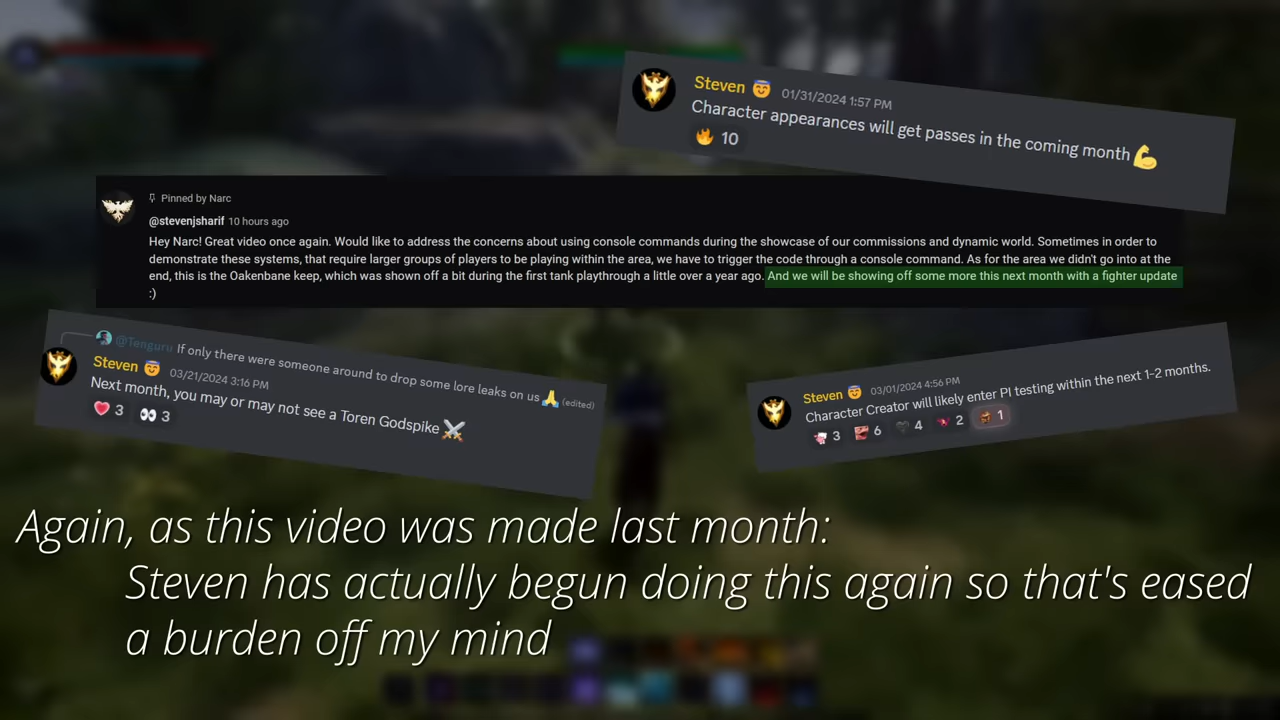 Steven 😇 01/31/2024 1:57 PM
Character appearances will get passes in the coming month 💪
🔥 10
Pinned by Narc
@stevenjsharif 10 hours ago
Hey Narc! Great video once again. Would like to address the concerns about using console commands during the showcase of our commissions and dynamic world. Sometimes in order to
demonstrate these systems, that require larger groups of players to be playing within the area, we have to trigger the code through a console command. As for the area we didn't go into at the
end, this is the Oakenbane keep, which was shown off a bit during the first tank playthrough a little over a year ago. And we will be showing off some more this next month with a fighter update
:)
@Tenguru If only there were someone around to drop some lore leaks on us 🙏 (edited)
Steven 😇 03/21/2024 3:16 PM
Next month, you may or may not see a Toren Godspike ⚔️
❤️ 3 👀 3
Steven 😇 03/01/2024 4:56 PM
Character Creator will likely enter PI testing within the next 1-2 months.
3 6 4 2 1
Again, as this video was made last month:
Steven has actually begun doing this again so that's eased
a burden off my mind